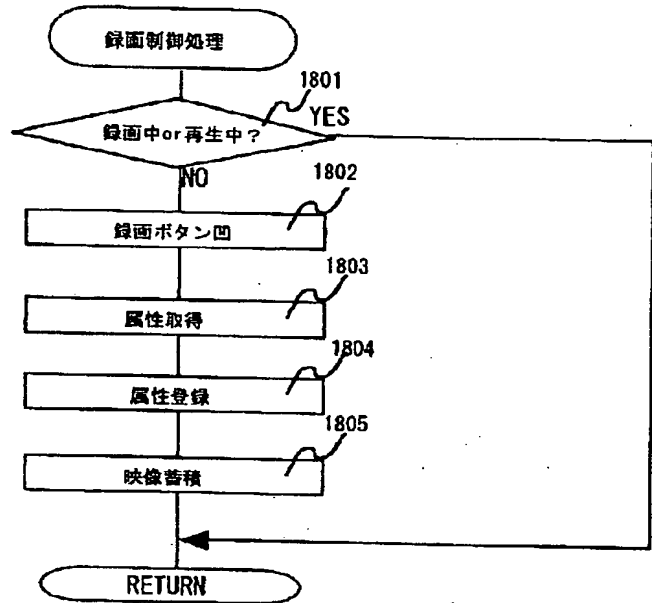 録画制御処理
1801
録画中or再生中？
YES
NO
1802
録画ボタン凹
1803
属性取得
1804
属性登録
1805
映像蓄積
RETURN